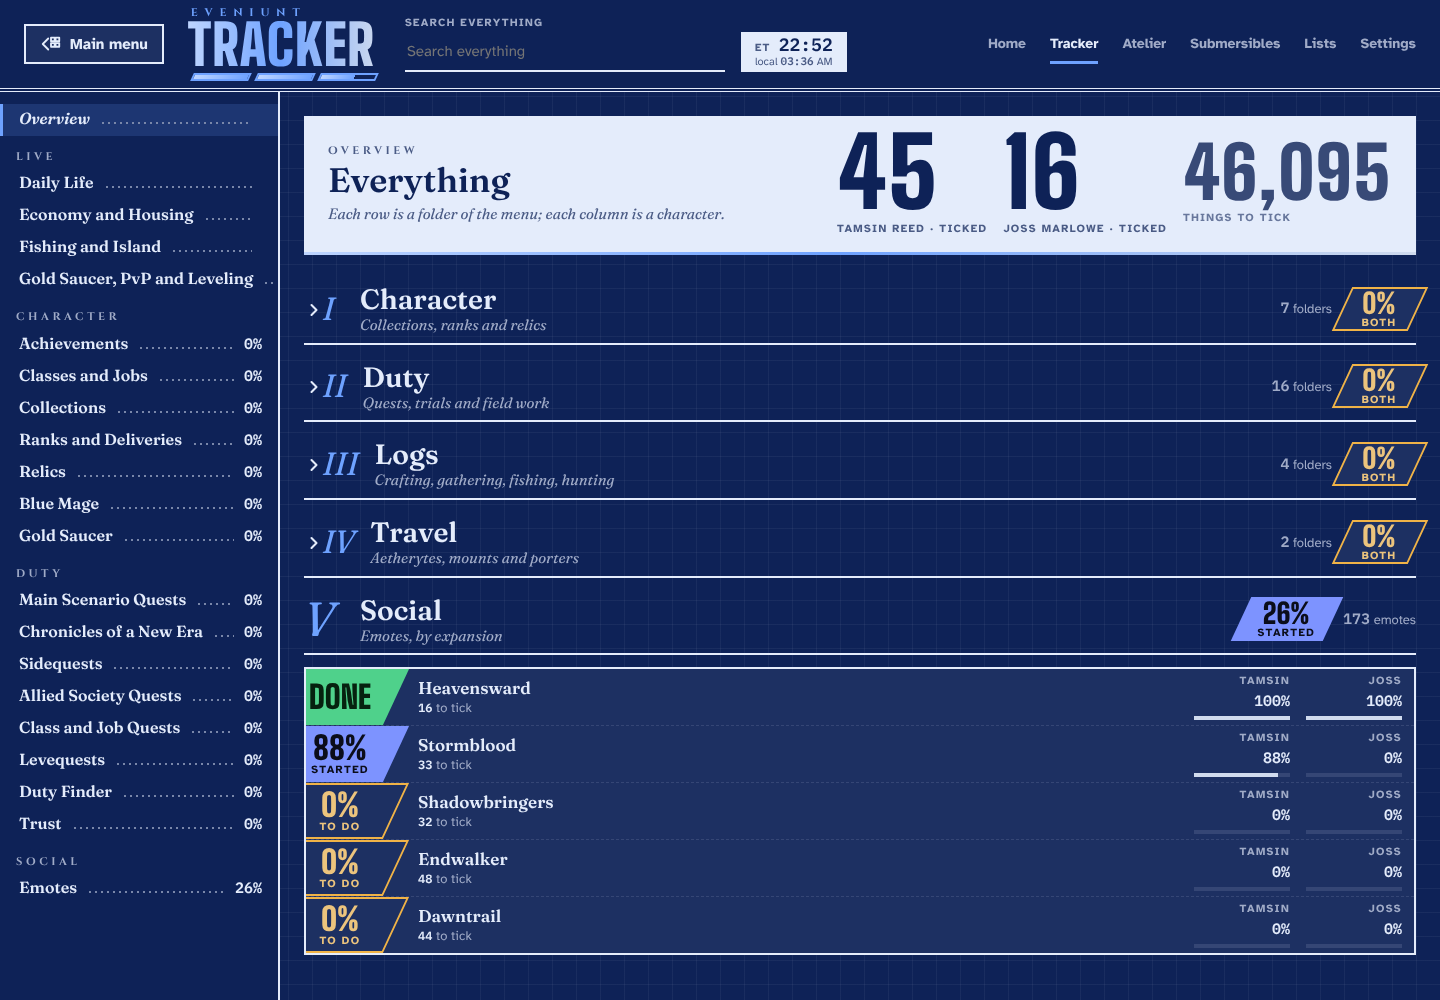 Main menu
EVENIUNT
TRACKER
SEARCH EVERYTHING
Search everything
ET 22:52
local 03:36 AM
Home
Tracker
Atelier
Submersibles
Lists
Settings
Overview
LIVE
Daily Life
Economy and Housing
Fishing and Island
Gold Saucer, PvP and Leveling
CHARACTER
Achievements 0%
Classes and Jobs 0%
Collections 0%
Ranks and Deliveries 0%
Relics 0%
Blue Mage 0%
Gold Saucer 0%
DUTY
Main Scenario Quests 0%
Chronicles of a New Era 0%
Sidequests 0%
Allied Society Quests 0%
Class and Job Quests 0%
Levequests 0%
Duty Finder 0%
Trust 0%
SOCIAL
Emotes 26%
OVERVIEW
Everything
Each row is a folder of the menu; each column is a character.
45
TAMSIN REED · TICKED
16
JOSS MARLOWE · TICKED
46,095
THINGS TO TICK
I Character
Collections, ranks and relics
7 folders
0%
BOTH
II Duty
Quests, trials and field work
16 folders
0%
BOTH
III Logs
Crafting, gathering, fishing, hunting
4 folders
0%
BOTH
IV Travel
Aetherytes, mounts and porters
2 folders
0%
BOTH
V Social
Emotes, by expansion
26%
STARTED
173 emotes
DONE
Heavensward
16 to tick
TAMSIN
100%
JOSS
100%
88%
STARTED
Stormblood
33 to tick
TAMSIN
88%
JOSS
0%
0%
TO DO
Shadowbringers
32 to tick
TAMSIN
0%
JOSS
0%
0%
TO DO
Endwalker
48 to tick
TAMSIN
0%
JOSS
0%
0%
TO DO
Dawntrail
44 to tick
TAMSIN
0%
JOSS
0%